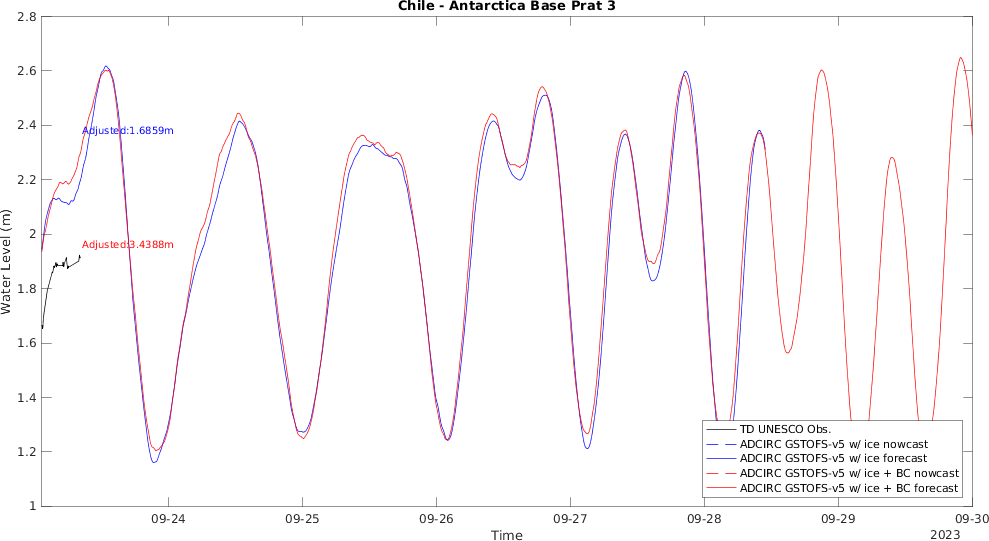 Chile - Antarctica Base Prat 3
Water Level (m)
2.8
2.6
2.4
2.2
2
1.8
1.6
1.4
1.2
1
Adjusted:1.6859m
Adjusted:3.4388m
TD UNESCO Obs.
ADCIRC GSTOFS-v5 w/ ice nowcast
ADCIRC GSTOFS-v5 w/ ice forecast
ADCIRC GSTOFS-v5 w/ ice + BC nowcast
ADCIRC GSTOFS-v5 w/ ice + BC forecast
09-24 09-25 09-26 09-27 09-28 09-29 09-30
Time
2023